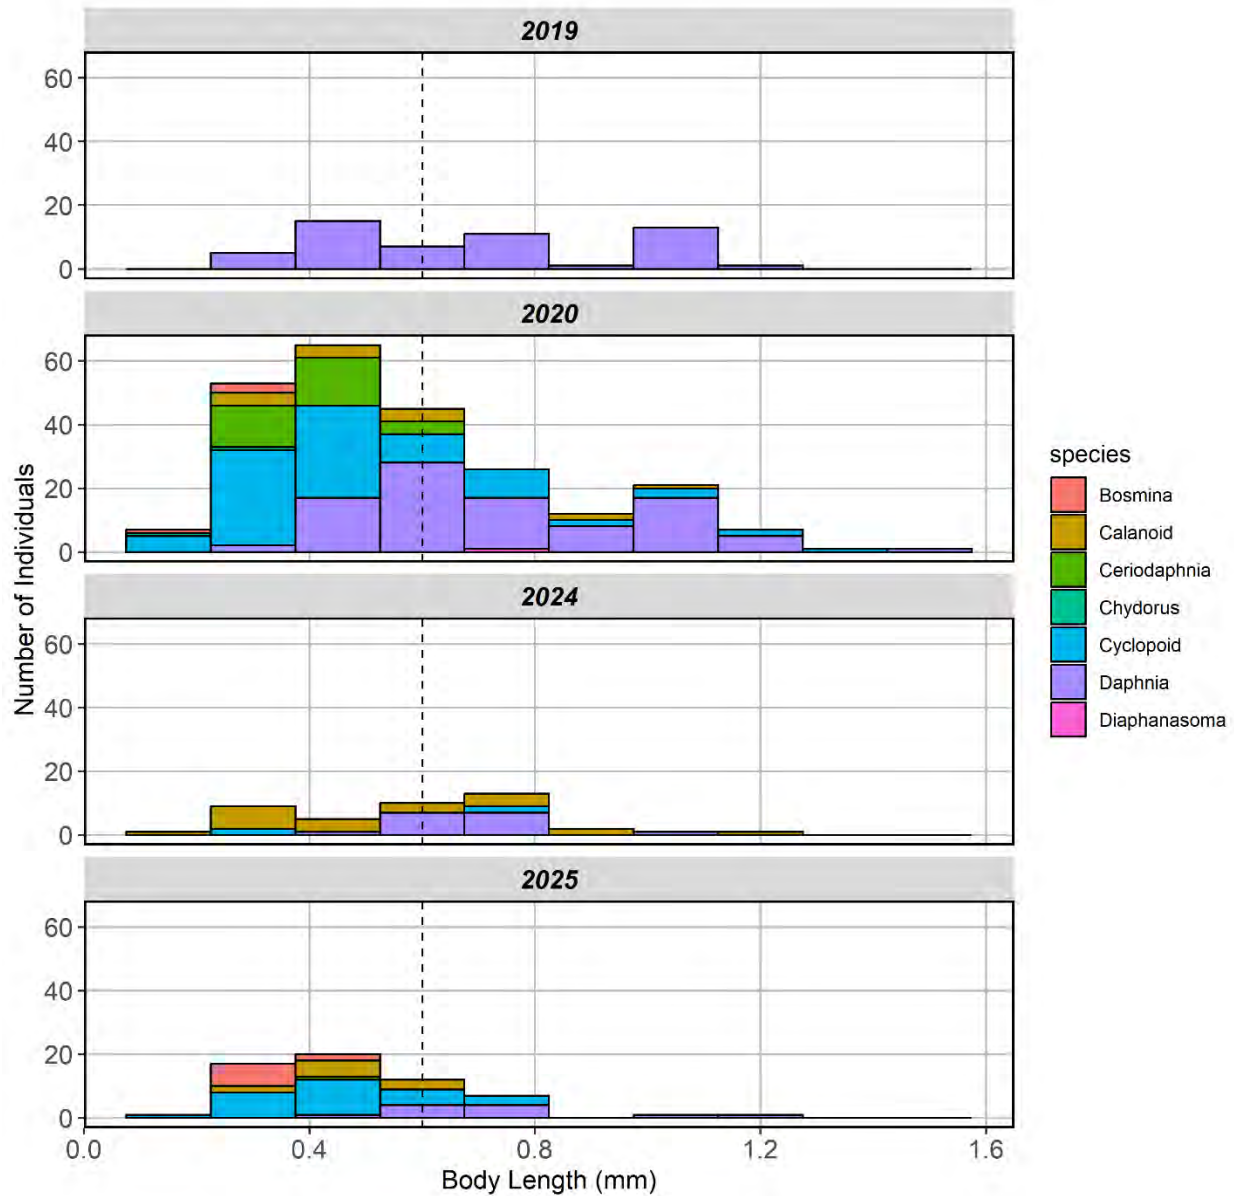 2019
60
40
20
0
2020
60
40
20
0
2024
60
40
20
0
2025
60
40
20
0
0.0 0.4 0.8 1.2 1.6
Body Length (mm)
Number of Individuals
species
Bosmina
Calanoid
Ceriodaphnia
Chydorus
Cyclopoid
Daphnia
Diaphanasoma